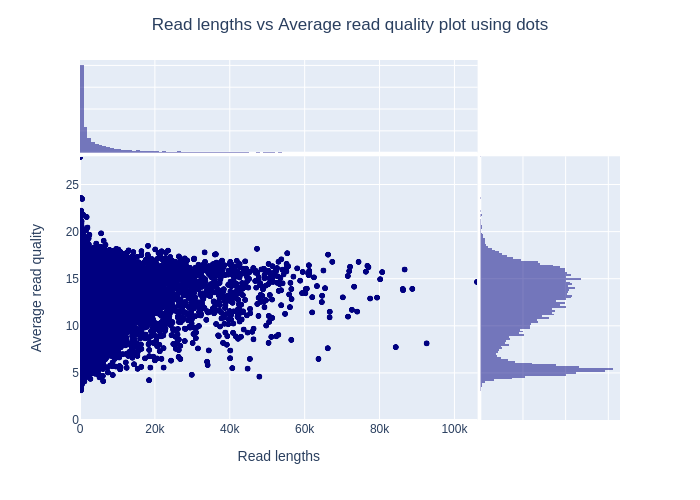 Read lengths vs Average read quality plot using dots
25
20
15
10
5
0
Average read quality
0
20k
40k
60k
80k
100k
Read lengths